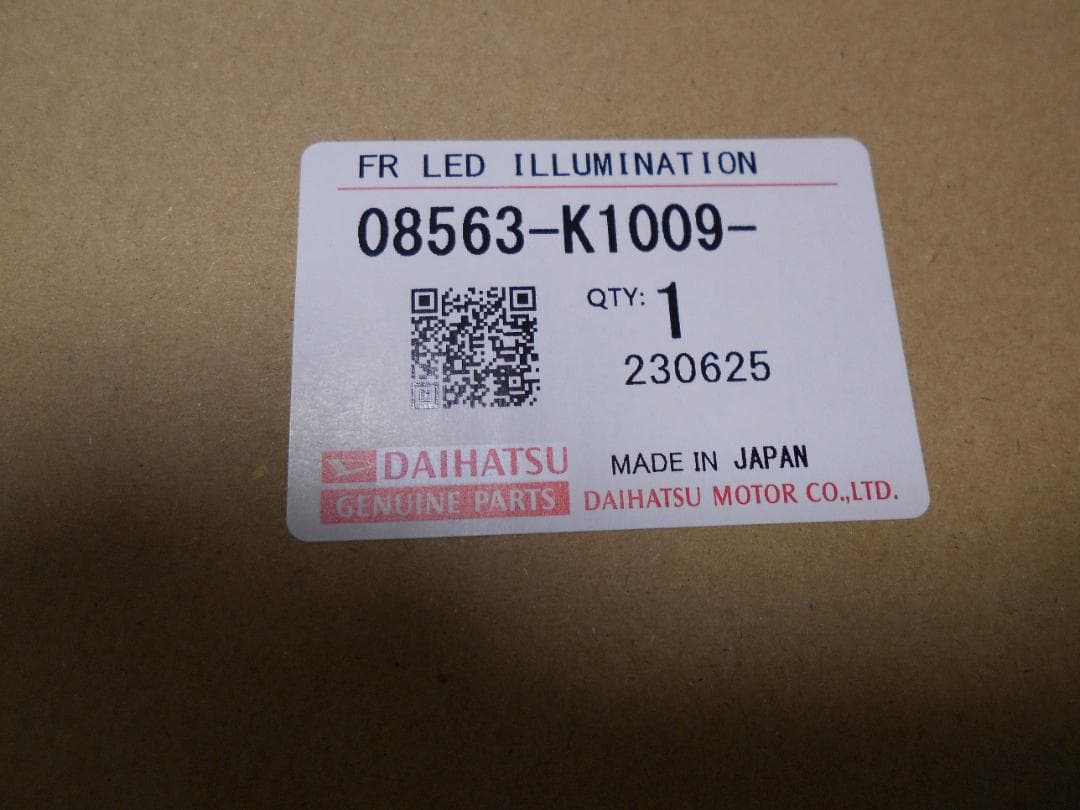 FR LED ILLUMINATION
08563-K1009-
QTY: 1
230625
DAIHATSU
GENUINE PARTS
MADE IN JAPAN
DAIHATSU MOTOR CO.,LTD.